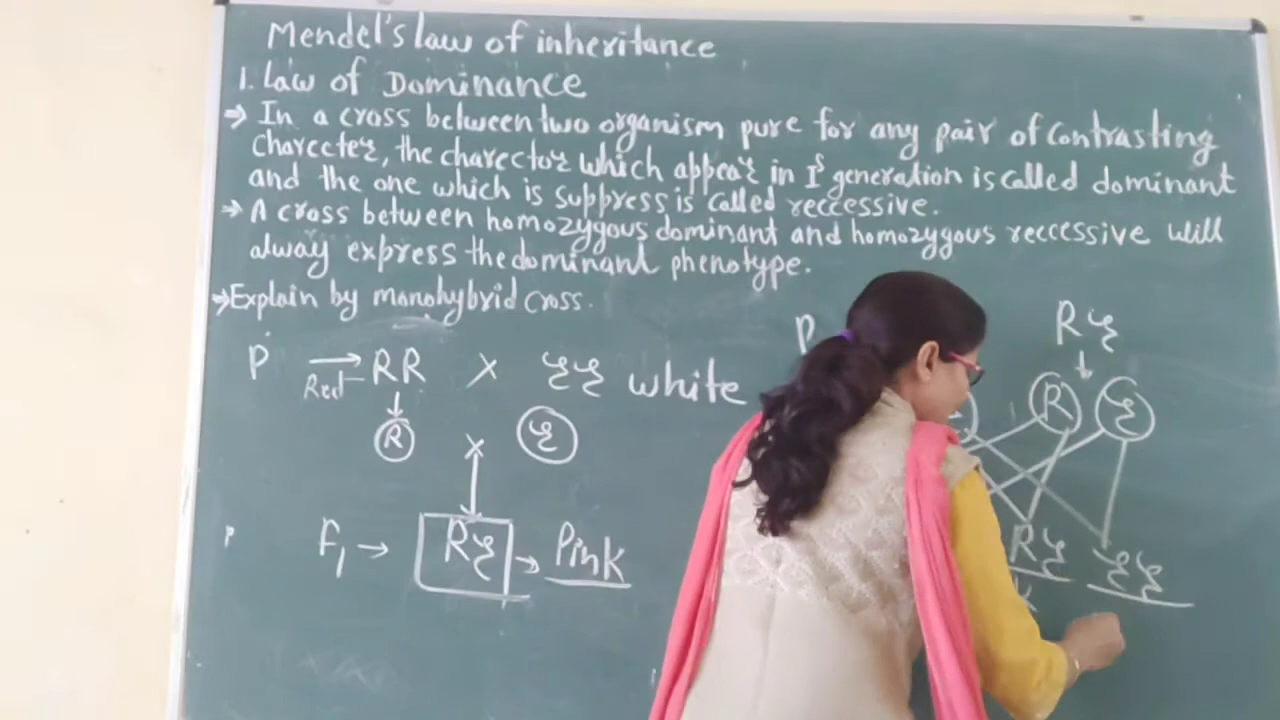 Mendel's law of inheritance
1. Law of Dominance
→ In a cross between two organism pure for any pair of contrasting
charecter, the charector which appear in Iˢ generation is called dominant
and the one which is suppress is called reccessive.
→ A cross between homozygous dominant and homozygous reccessive will
alway express the dominant phenotype.
→ Explain by monohybrid cross.
P → RR × rr white
Red
R × r
F₁ → Rr → Pink
P Rr
R r
Rr rr